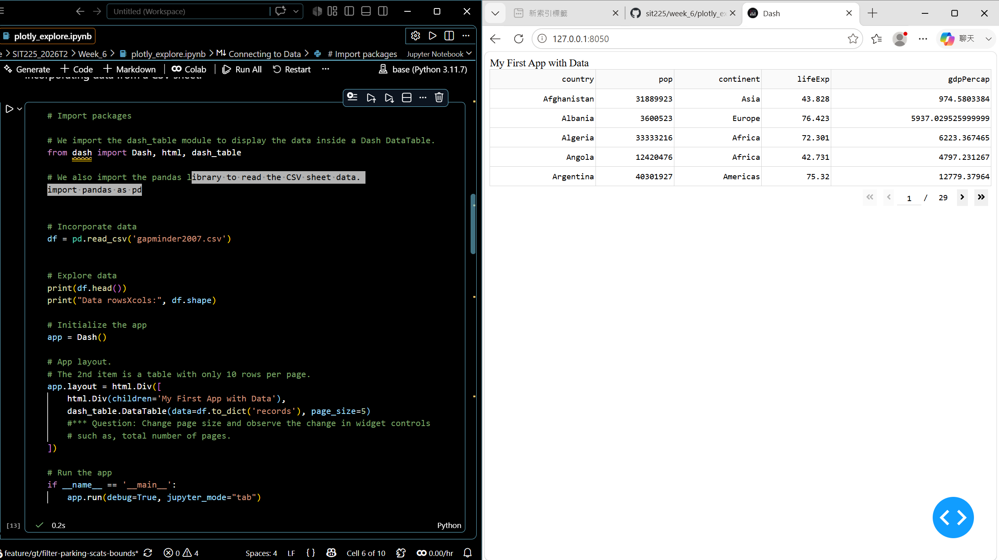 Untitled (Workspace)
plotly_explore.ipynb
SIT225_2026T2 > Week_6 > plotly_explore.ipynb > M↓ Connecting to Data > # Import packages
Jupyter Notebook
Generate + Code + Markdown | Colab | Run All Restart ... base (Python 3.11.7)
incorporating data from a CSV sheet.
# Import packages
# We import the dash_table module to display the data inside a Dash DataTable.
from dash import Dash, html, dash_table
# We also import the pandas library to read the CSV sheet data.
import pandas as pd
# Incorporate data
df = pd.read_csv('gapminder2007.csv')
# Explore data
print(df.head())
print("Data rowsXcols:", df.shape)
# Initialize the app
app = Dash()
# App layout.
# The 2nd item is a table with only 10 rows per page.
app.layout = html.Div([
    html.Div(children='My First App with Data'),
    dash_table.DataTable(data=df.to_dict('records'), page_size=5)
    #*** Question: Change page size and observe the change in widget controls
    # such as, total number of pages.
])
# Run the app
if __name__ == '__main__':
    app.run(debug=True, jupyter_mode="tab")
[13] 0.2s Python
feature/gt/filter-parking-scats-bounds* 0 4 Spaces: 4 LF {} Cell 6 of 10 0.00/hr
新索引標籤
sit225/week_6/plotly_ex
Dash
127.0.0.1:8050
聊天
My First App with Data
country pop continent lifeExp gdpPercap
Afghanistan 31889923 Asia 43.828 974.5803384
Albania 3600523 Europe 76.423 5937.029525999999
Algeria 33333216 Africa 72.301 6223.367465
Angola 12420476 Africa 42.731 4797.231267
Argentina 40301927 Americas 75.32 12779.37964
1 / 29